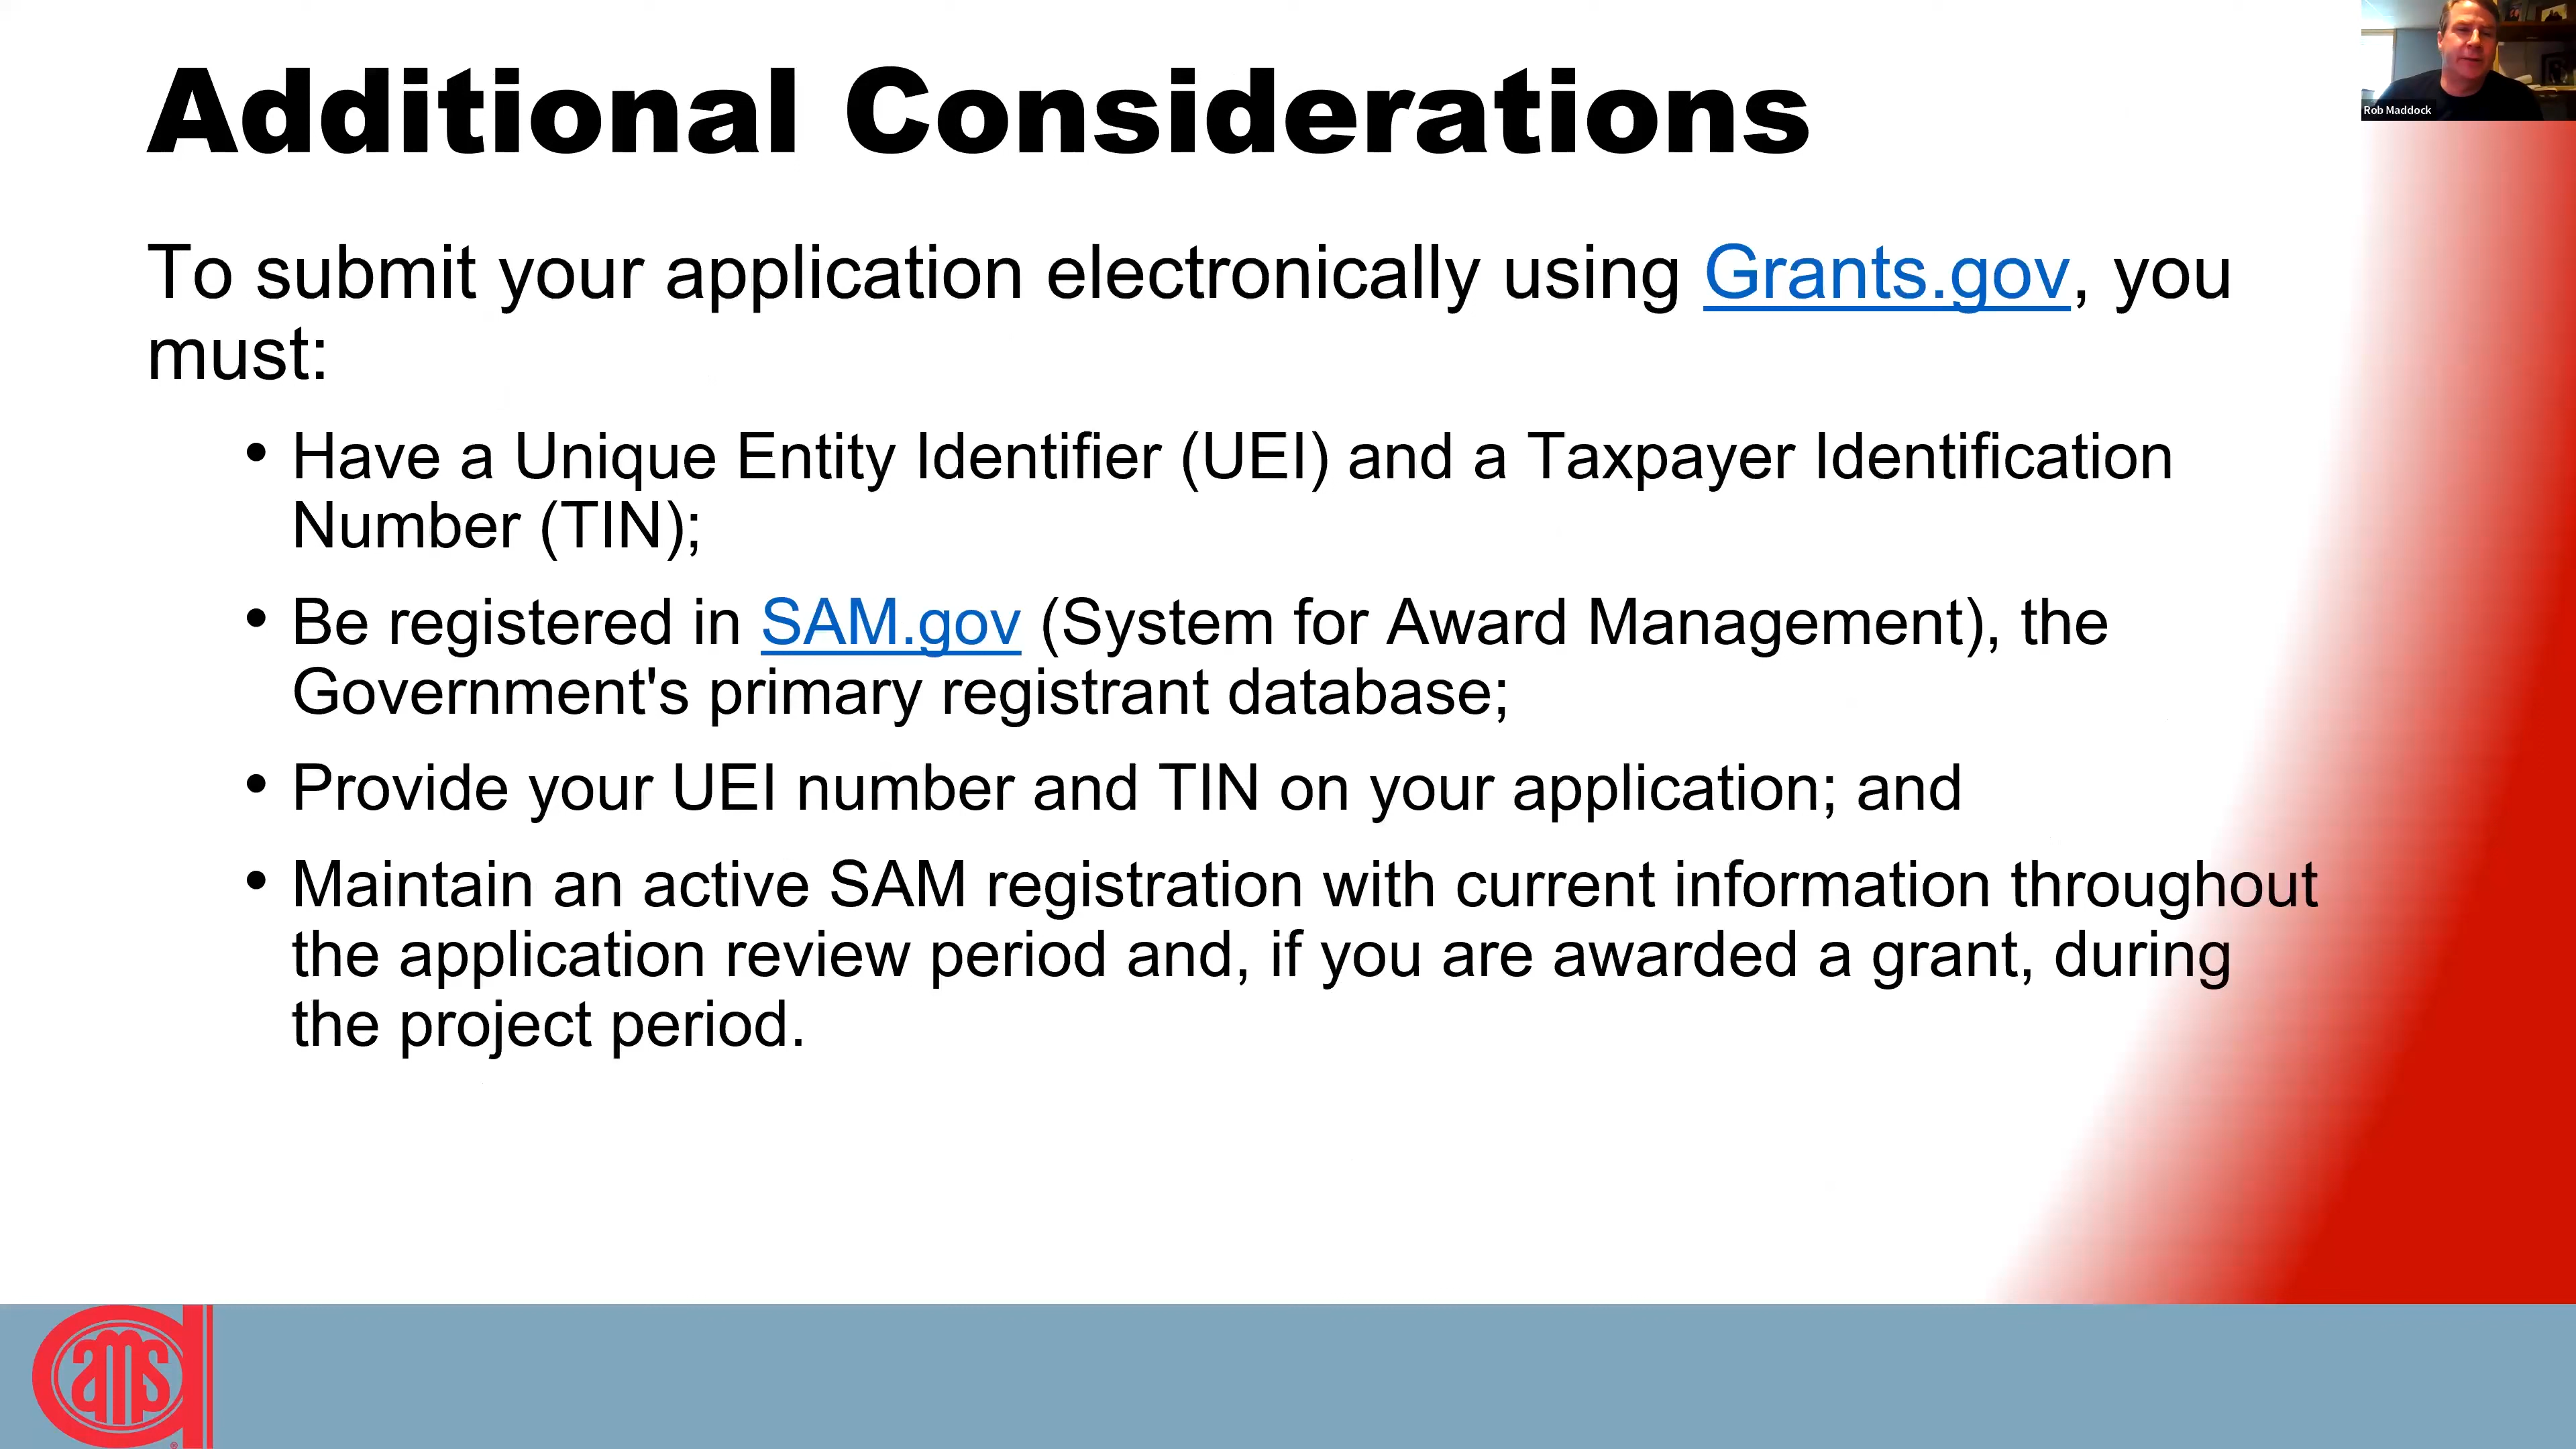 Additional Considerations
Rob Maddock
To submit your application electronically using Grants.gov, you
must:
• Have a Unique Entity Identifier (UEI) and a Taxpayer Identification
Number (TIN);
• Be registered in SAM.gov (System for Award Management), the
Government's primary registrant database;
• Provide your UEI number and TIN on your application; and
• Maintain an active SAM registration with current information throughout
the application review period and, if you are awarded a grant, during
the project period.
ams
®